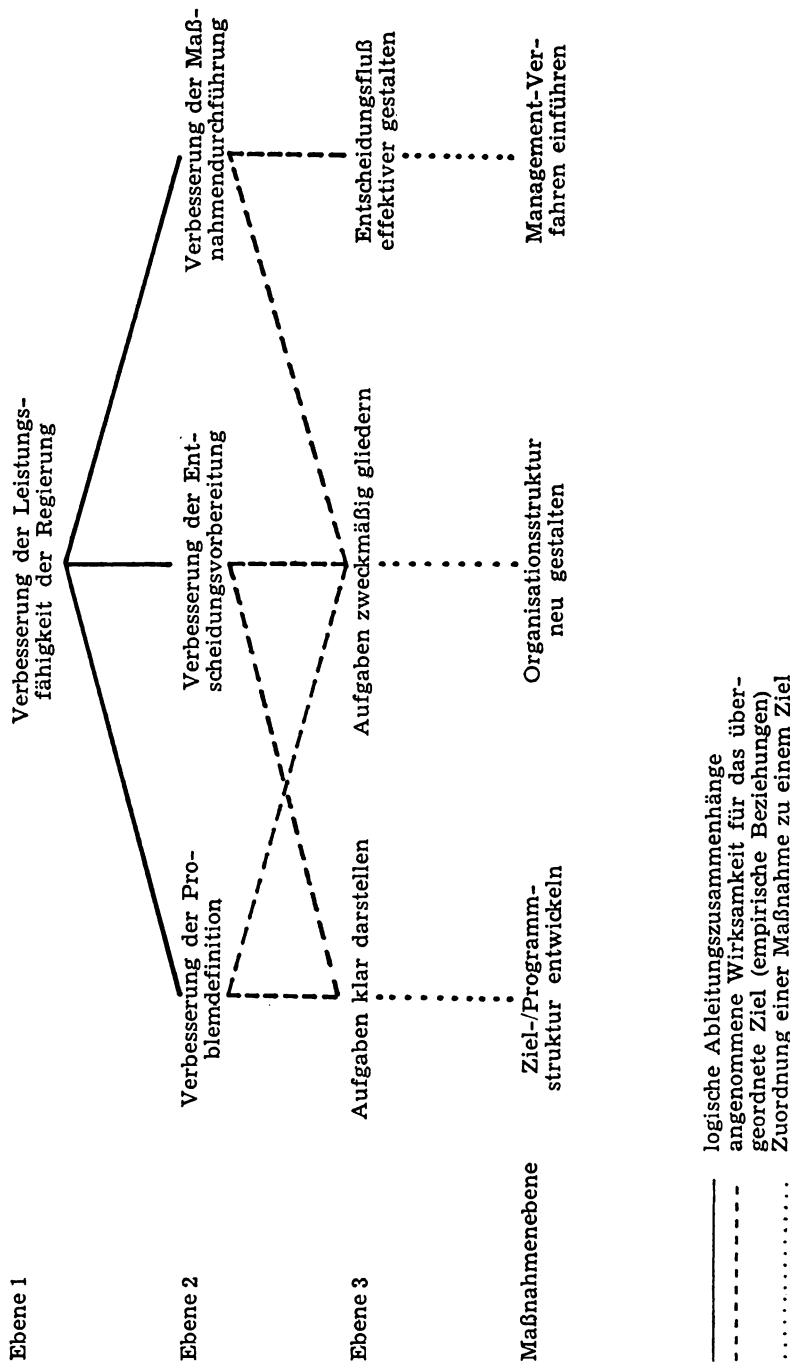 Ebene 1
Verbesserung der Leistungs-
fähigkeit der Regierung
Ebene 2
Verbesserung der Pro-
blemdefinition
Verbesserung der Ent-
scheidungsvorbereitung
Verbesserung der Maß-
nahmendurchführung
Ebene 3
Aufgaben klar darstellen
Aufgaben zweckmäßig gliedern
Entscheidungsfluß
effektiver gestalten
Maßnahmenebene
Ziel-/Programm-
struktur entwickeln
Organisationsstruktur
neu gestalten
Management-Ver-
fahren einführen
logische Ableitungszusammenhänge
angenommene Wirksamkeit für das über-
geordnete Ziel (empirische Beziehungen)
Zuordnung einer Maßnahme zu einem Ziel